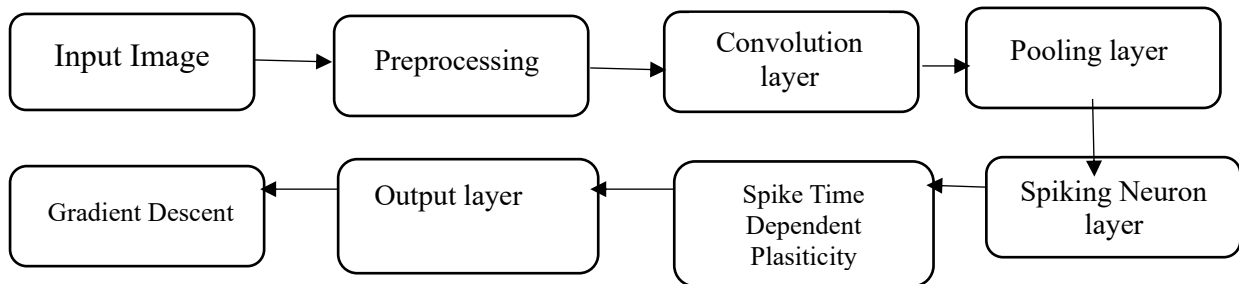 Input Image
Preprocessing
Convolution
layer
Pooling layer
Spiking Neuron
layer
Spike Time
Dependent
Plasiticity
Output layer
Gradient Descent